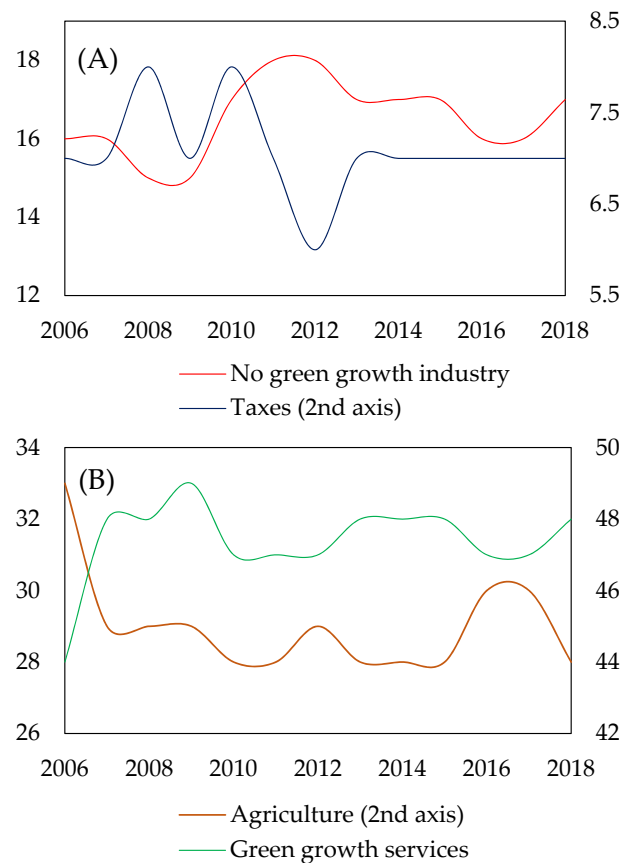 8.5
18
(A)
7.5
16
6.5
14
12
5.5
2006 2008 2010 2012 2014 2016 2018
No green growth industry
Taxes (2nd axis)
34 50
(B)
32 48
30 46
28 44
26 42
2006 2008 2010 2012 2014 2016 2018
Agriculture (2nd axis)
Green growth services